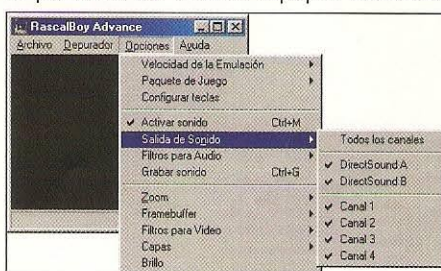 RascalBoy Advance
Archivo Depurador Opciones Ayuda
Velocidad de la Emulación
Paquete de Juego
Configurar teclas
Activar sonido Ctrl+M
Salida de Sonido
Filtros para Audio
Grabar sonido Ctrl+G
Zoom
Framebuffer
Filtros para Video
Capas
Brillo
Todos los canales
DirectSound A
DirectSound B
Canal 1
Canal 2
Canal 3
Canal 4